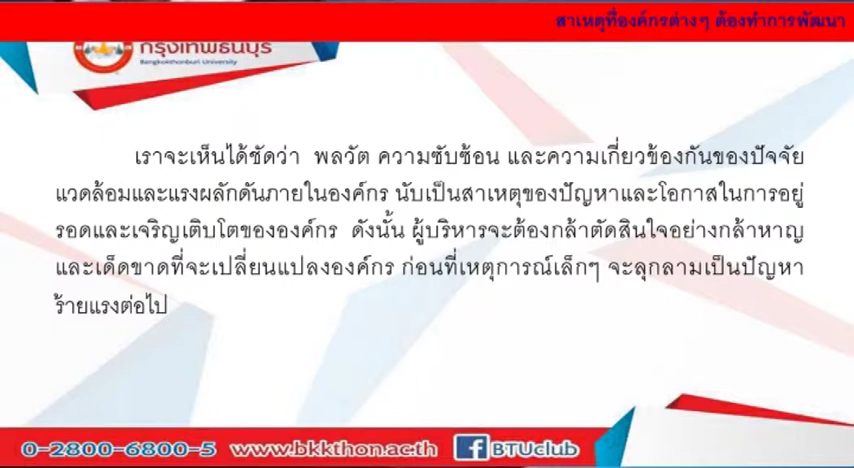 สาเหตุที่องค์กรต่างๆ ต้องทำการพัฒนา
กรุงเทพธนบุรี
Bangkokthonburi University
เราจะเห็นได้ชัดว่า พลวัต ความซับซ้อน และความเกี่ยวข้องกันของปัจจัย
แวดล้อมและแรงผลักดันภายในองค์กร นับเป็นสาเหตุของปัญหาและโอกาสในการอยู่
รอดและเจริญเติบโตขององค์กร ดังนั้น ผู้บริหารจะต้องกล้าตัดสินใจอย่างกล้าหาญ
และเด็ดขาดที่จะเปลี่ยนแปลงองค์กร ก่อนที่เหตุการณ์เล็กๆ จะลุกลามเป็นปัญหา
ร้ายแรงต่อไป
0-2800-6800-5 www.bkkthon.ac.th f BTUclub